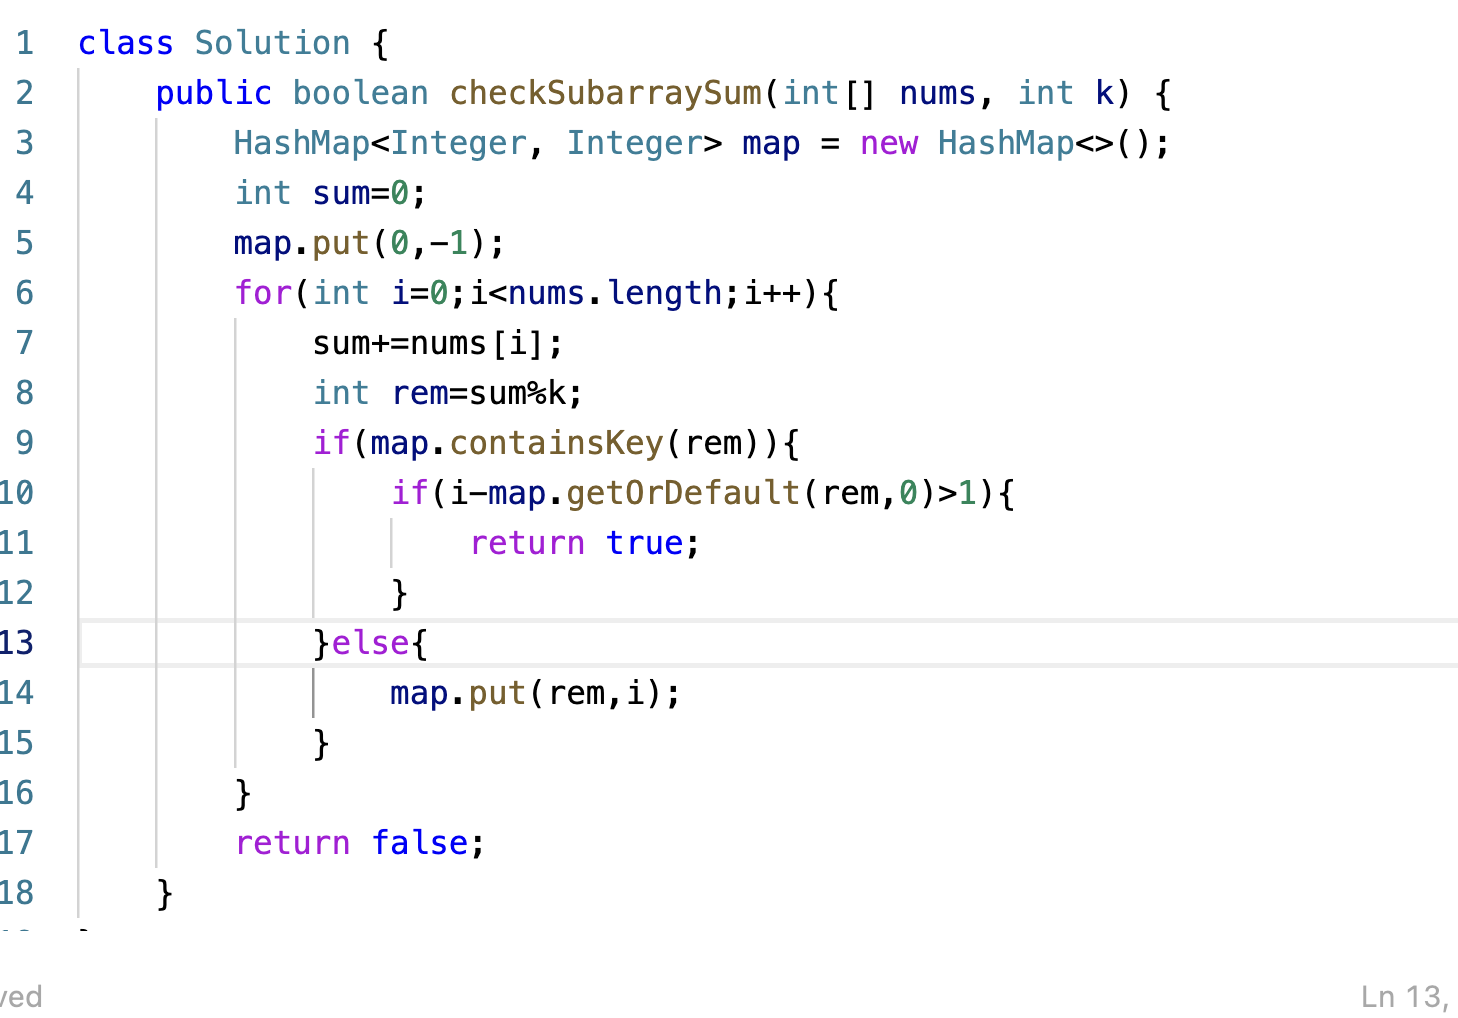 1 class Solution {
2 public boolean checkSubarraySum(int[] nums, int k) {
3 HashMap<Integer, Integer> map = new HashMap<>();
4 int sum=0;
5 map.put(0,-1);
6 for(int i=0;i<nums.length;i++){
7 sum+=nums[i];
8 int rem=sum%k;
9 if(map.containsKey(rem)){
10 if(i-map.getOrDefault(rem,0)>1){
11 return true;
12 }
13 }else{
14 map.put(rem,i);
15 }
16 }
17 return false;
18 }
ved
Ln 13,